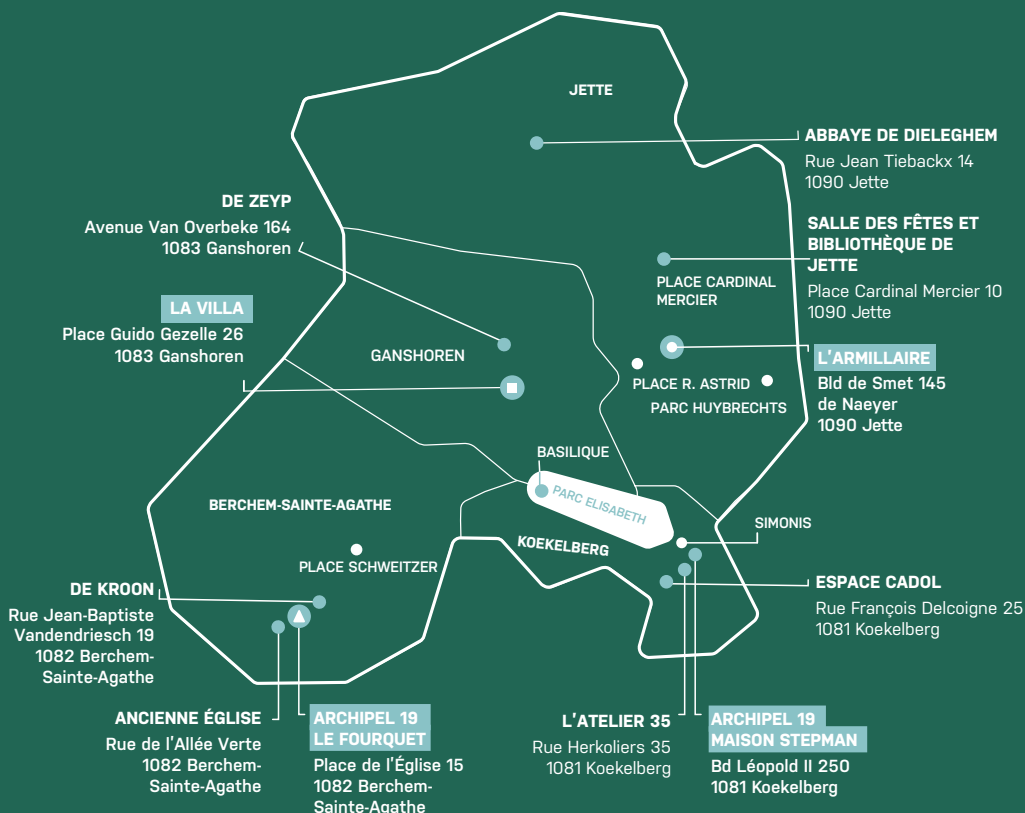 JETTE
ABBAYE DE DIELEGHEM
Rue Jean Tiebackx 14
1090 Jette
DE ZEYP
Avenue Van Overbeke 164
1083 Ganshoren
SALLE DES FÊTES ET
BIBLIOTHÈQUE DE
JETTE
Place Cardinal Mercier 10
1090 Jette
PLACE CARDINAL
MERCIER
LA VILLA
Place Guido Gezelle 26
1083 Ganshoren
GANSHOREN
L'ARMILLAIRE
Bld de Smet 145
de Naeyer
1090 Jette
PLACE R. ASTRID
PARC HUYBRECHTS
BASILIQUE
PARC ELISABETH
BERCHEM-SAINTE-AGATHE
SIMONIS
KOEKELBERG
PLACE SCHWEITZER
DE KROON
Rue Jean-Baptiste
Vandendriesch 19
1082 Berchem-
Sainte-Agathe
ESPACE CADOL
Rue François Delcoigne 25
1081 Koekelberg
ANCIENNE ÉGLISE
Rue de l'Allée Verte
1082 Berchem-
Sainte-Agathe
ARCHIPEL 19
LE FOURQUET
Place de l'Église 15
1082 Berchem-
Sainte-Agathe
L'ATELIER 35
Rue Herkoliers 35
1081 Koekelberg
ARCHIPEL 19
MAISON STEPMAN
Bd Léopold II 250
1081 Koekelberg